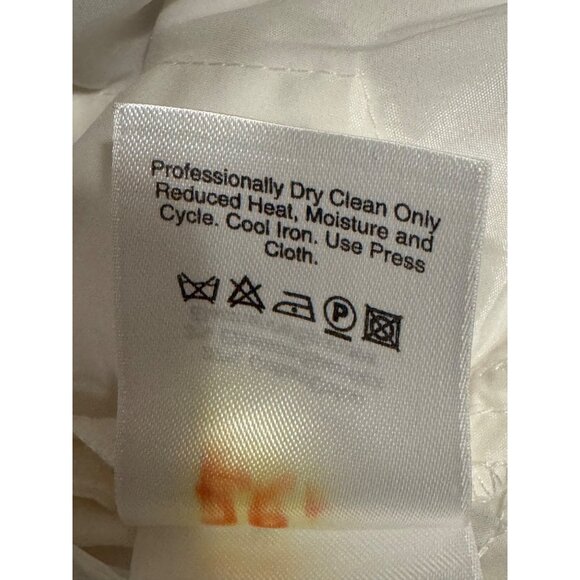 Professionally Dry Clean Only
Reduced Heat, Moisture and
Cycle. Cool Iron. Use Press
Cloth.
P